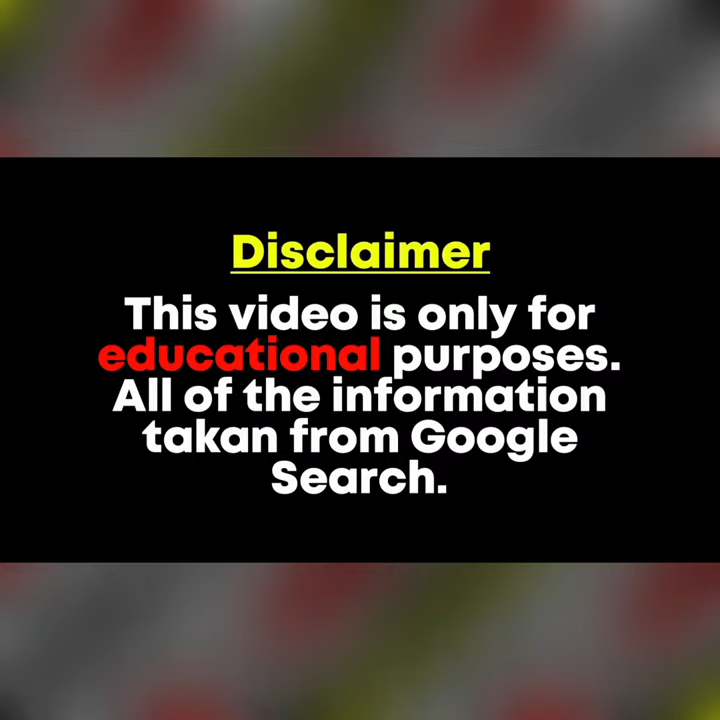 Disclaimer
This video is only for
educational purposes.
All of the information
takan from Google
Search.